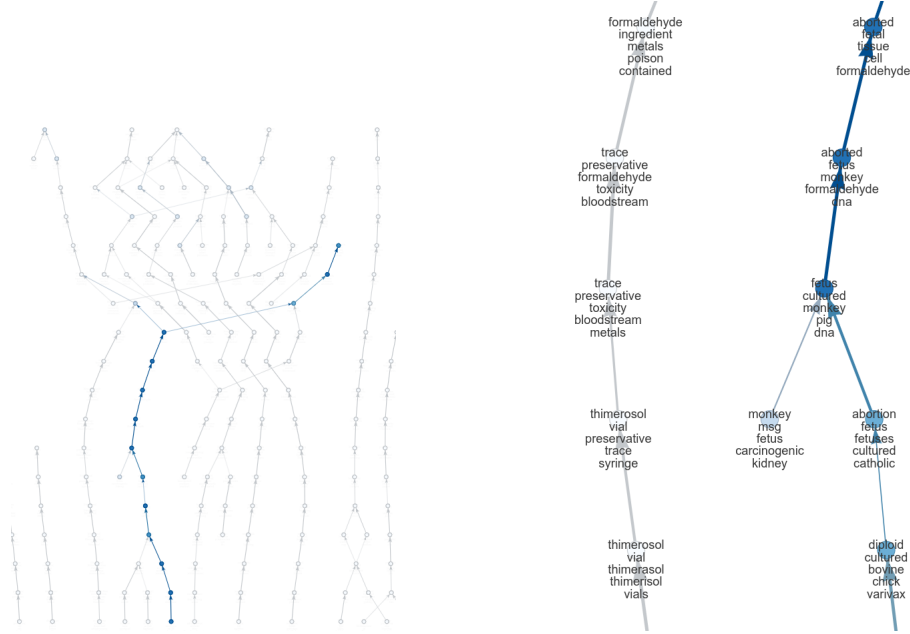 formaldehyde
ingredient
metals
poison
contained
aborted
fetal
tissue
cell
formaldehyde
trace
preservative
formaldehyde
toxicity
bloodstream
aborted
fetus
monkey
formaldehyde
dna
trace
preservative
toxicity
bloodstream
metals
fetus
cultured
monkey
pig
dna
thimerosol
vial
preservative
trace
syringe
monkey
msg
fetus
carcinogenic
kidney
abortion
fetus
fetuses
cultured
catholic
thimerosol
vial
thimerasol
thimerisol
vials
diploid
cultured
bovine
chick
varivax